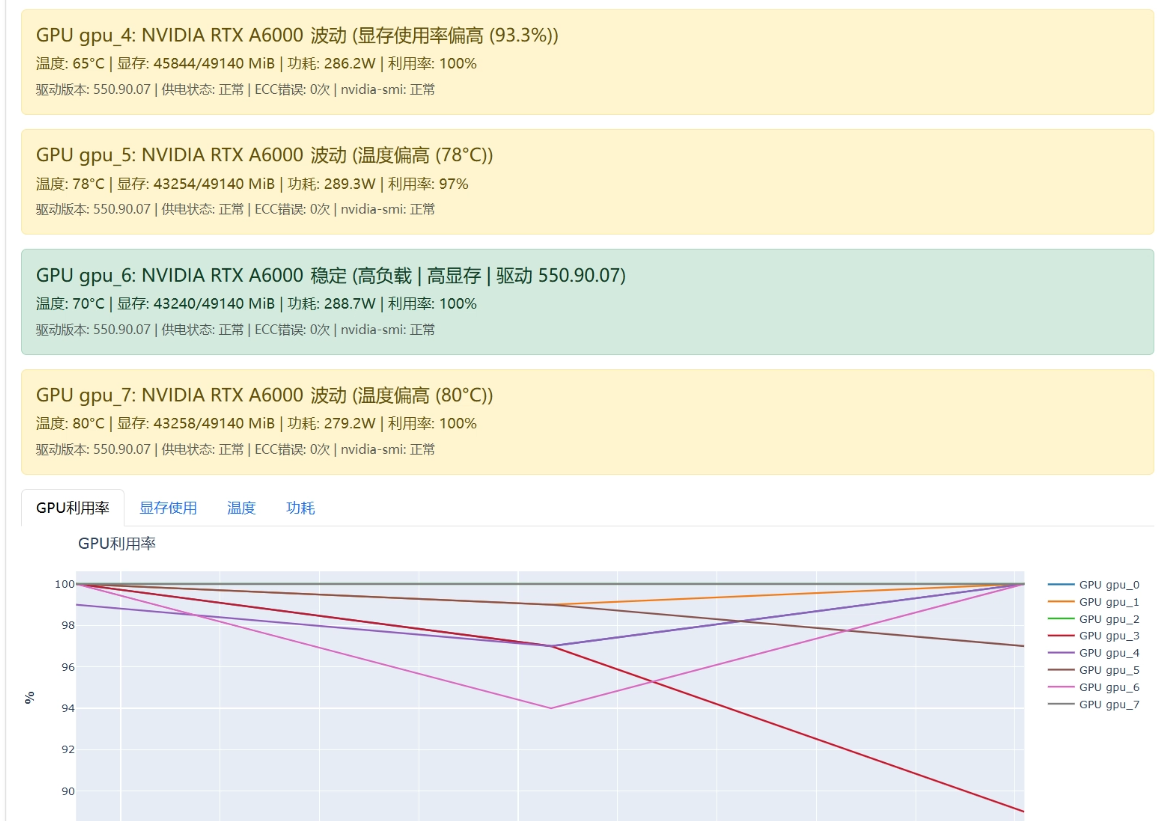 GPU gpu_4: NVIDIA RTX A6000 波动 (显存使用率偏高 (93.3%))
温度: 65°C | 显存: 45844/49140 MiB | 功耗: 286.2W | 利用率: 100%
驱动版本: 550.90.07 | 供电状态: 正常 | ECC错误: 0次 | nvidia-smi: 正常
GPU gpu_5: NVIDIA RTX A6000 波动 (温度偏高 (78°C))
温度: 78°C | 显存: 43254/49140 MiB | 功耗: 289.3W | 利用率: 97%
驱动版本: 550.90.07 | 供电状态: 正常 | ECC错误: 0次 | nvidia-smi: 正常
GPU gpu_6: NVIDIA RTX A6000 稳定 (高负载 | 高显存 | 驱动 550.90.07)
温度: 70°C | 显存: 43240/49140 MiB | 功耗: 288.7W | 利用率: 100%
驱动版本: 550.90.07 | 供电状态: 正常 | ECC错误: 0次 | nvidia-smi: 正常
GPU gpu_7: NVIDIA RTX A6000 波动 (温度偏高 (80°C))
温度: 80°C | 显存: 43258/49140 MiB | 功耗: 279.2W | 利用率: 100%
驱动版本: 550.90.07 | 供电状态: 正常 | ECC错误: 0次 | nvidia-smi: 正常
GPU利用率 显存使用 温度 功耗
GPU利用率
100
98
96
94
92
90
%
GPU gpu_0
GPU gpu_1
GPU gpu_2
GPU gpu_3
GPU gpu_4
GPU gpu_5
GPU gpu_6
GPU gpu_7